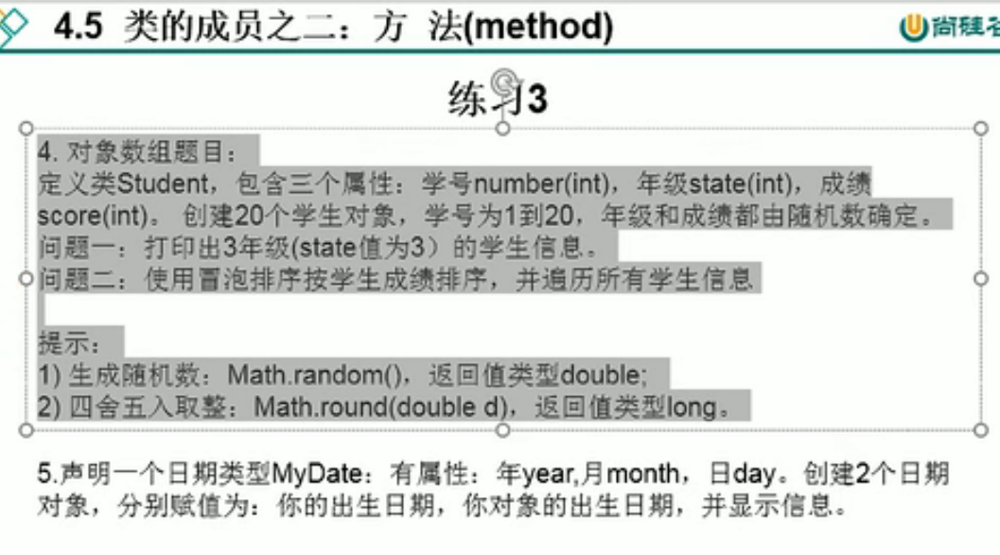 4.5 类的成员之二：方 法(method)
尚硅谷
练习3
4. 对象数组题目：
定义类Student，包含三个属性：学号number(int)，年级state(int)，成绩
score(int)。 创建20个学生对象，学号为1到20，年级和成绩都由随机数确定。
问题一：打印出3年级(state值为3）的学生信息。
问题二：使用冒泡排序按学生成绩排序，并遍历所有学生信息
提示：
1) 生成随机数：Math.random()，返回值类型double;
2) 四舍五入取整：Math.round(double d)，返回值类型long。
5.声明一个日期类型MyDate：有属性：年year,月month，日day。创建2个日期
对象，分别赋值为：你的出生日期，你对象的出生日期，并显示信息。